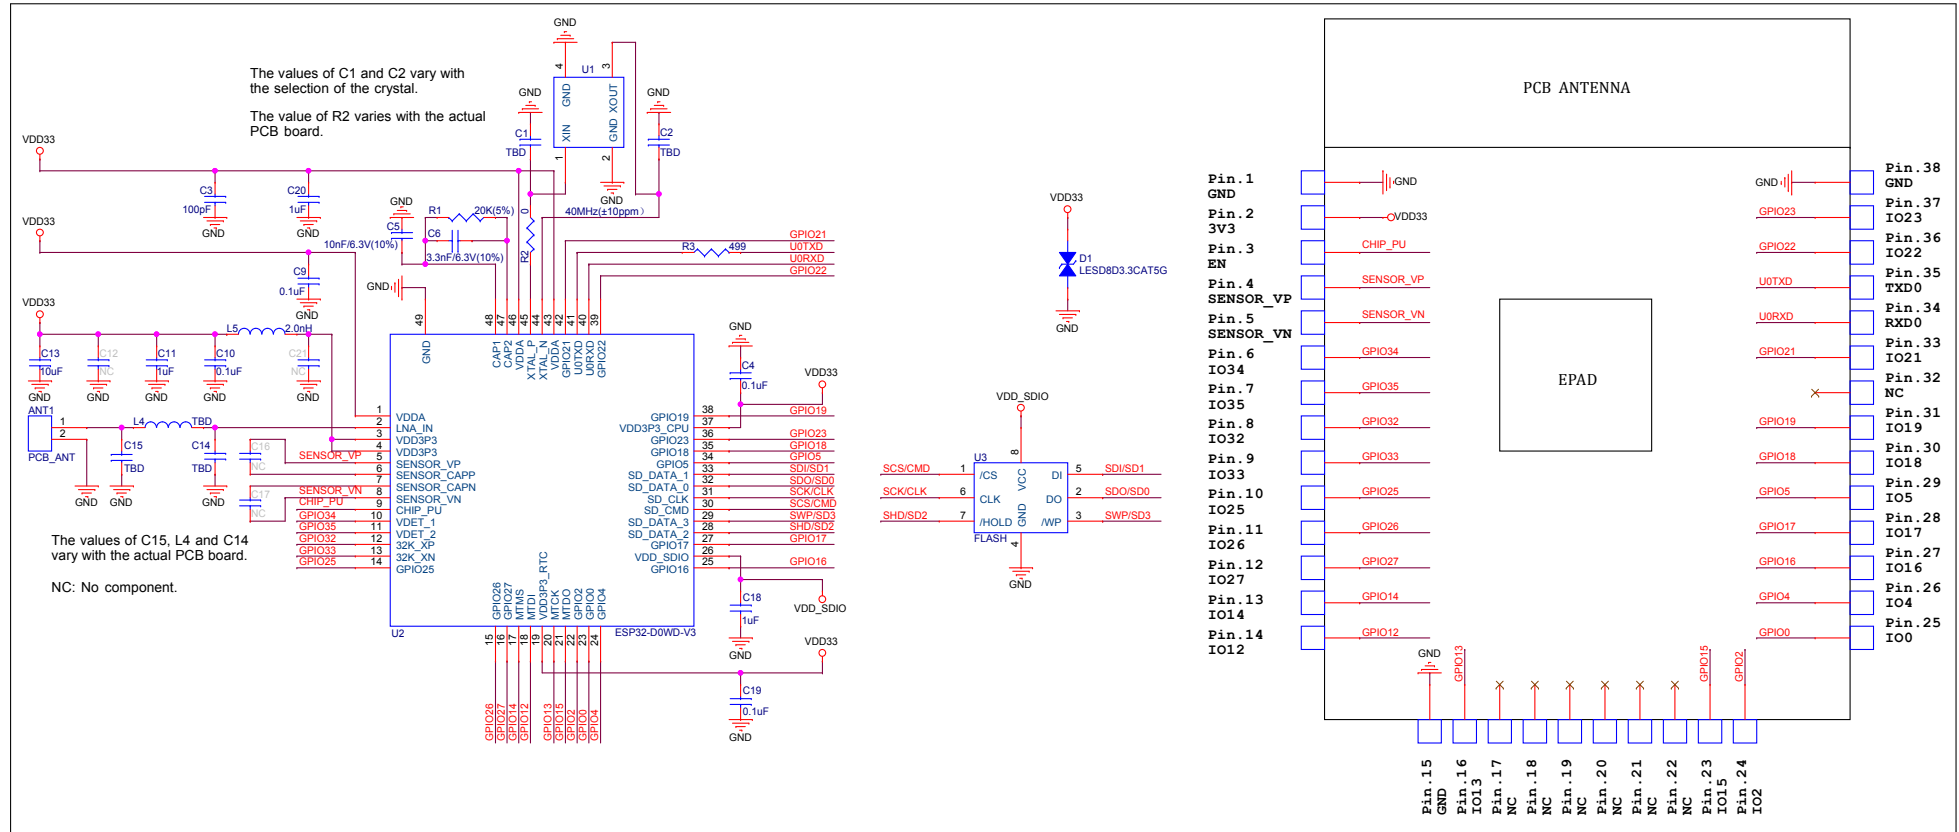 The values of C1 and C2 vary with
the selection of the crystal.
The value of R2 varies with the actual
PCB board.
GND
U1
4
3
GND
XOUT
XIN
GND
1
2
GND
GND
C1
TBD
GND
C2
TBD
40MHz(±10ppm)
VDD33
C3
100pF
GND
C20
1uF
GND
VDD33
C9
0.1uF
GND
GND
C5
10nF/6.3V(10%)
R1
20K(5%)
C6
3.3nF/6.3V(10%)
R2
0
GND
R3
499
GPIO21
U0TXD
U0RXD
GPIO22
VDD33
L5
2.0nH
C13
10uF
GND
C12
NC
GND
C11
1uF
GND
C10
0.1uF
GND
C21
NC
GND
ANT1
1
2
PCB_ANT
GND
L4
TBD
C15
TBD
GND
C14
TBD
GND
C16
NC
C17
NC
SENSOR_VP
SENSOR_VN
CHIP_PU
GPIO34
GPIO35
GPIO32
GPIO33
GPIO25
The values of C15, L4 and C14
vary with the actual PCB board.
NC: No component.
49
GND
48
CAP1
47
CAP2
46
VDDA
45
XTAL_P
44
XTAL_N
43
VDDA
42
GPIO21
41
U0TXD
40
U0RXD
39
GPIO22
1 VDDA
2 LNA_IN
3 VDD3P3
4 VDD3P3
5 SENSOR_VP
6 SENSOR_CAPP
7 SENSOR_CAPN
8 SENSOR_VN
9 CHIP_PU
10 VDET_1
11 VDET_2
12 32K_XP
13 32K_XN
14 GPIO25
GPIO19 38 GPIO19
VDD3P3_CPU 37
GPIO23 36 GPIO23
GPIO18 35 GPIO18
GPIO5 34 GPIO5
SD_DATA_1 33 SDI/SD1
SD_DATA_0 32 SDO/SD0
SD_CLK 31 SCK/CLK
SD_CMD 30 SCS/CMD
SD_DATA_3 29 SWP/SD3
SD_DATA_2 28 SHD/SD2
GPIO17 27 GPIO17
VDD_SDIO 26
GPIO16 25 GPIO16
GPIO26
15
GPIO26
GPIO27
16
GPIO27
MTMS
17
GPIO14
MTDI
18
GPIO12
VDD3P3_RTC
19
MTCK
20
GPIO13
MTDO
21
GPIO15
GPIO2
22
GPIO2
GPIO0
23
GPIO0
GPIO4
24
GPIO4
U2
ESP32-D0WD-V3
GND
C4
0.1uF
VDD33
C18
1uF
GND
VDD_SDIO
VDD33
C19
0.1uF
GND
VDD33
D1
LESD8D3.3CAT5G
GND
VDD_SDIO
U3
8
VCC
SCS/CMD 1 /CS
SCK/CLK 6 CLK
SHD/SD2 7 /HOLD
DI 5 SDI/SD1
DO 2 SDO/SD0
/WP 3 SWP/SD3
GND
4
FLASH
GND
PCB ANTENNA
EPAD
Pin.1
GND
GND
Pin.2
3V3
VDD33
Pin.3
EN
CHIP_PU
Pin.4
SENSOR_VP
SENSOR_VP
Pin.5
SENSOR_VN
SENSOR_VN
Pin.6
IO34
GPIO34
Pin.7
IO35
GPIO35
Pin.8
IO32
GPIO32
Pin.9
IO33
GPIO33
Pin.10
IO25
GPIO25
Pin.11
IO26
GPIO26
Pin.12
IO27
GPIO27
Pin.13
IO14
GPIO14
Pin.14
IO12
GPIO12
GND
Pin.15
GND
GPIO13
Pin.16
IO13
Pin.17
NC
Pin.18
NC
Pin.19
NC
Pin.20
NC
Pin.21
NC
Pin.22
NC
GPIO15
Pin.23
IO15
GPIO2
Pin.24
IO2
GND
Pin.38
GND
GPIO23
Pin.37
IO23
GPIO22
Pin.36
IO22
U0TXD
Pin.35
TXD0
U0RXD
Pin.34
RXD0
GPIO21
Pin.33
IO21
Pin.32
NC
GPIO19
Pin.31
IO19
GPIO18
Pin.30
IO18
GPIO5
Pin.29
IO5
GPIO17
Pin.28
IO17
GPIO16
Pin.27
IO16
GPIO4
Pin.26
IO4
GPIO0
Pin.25
IO0